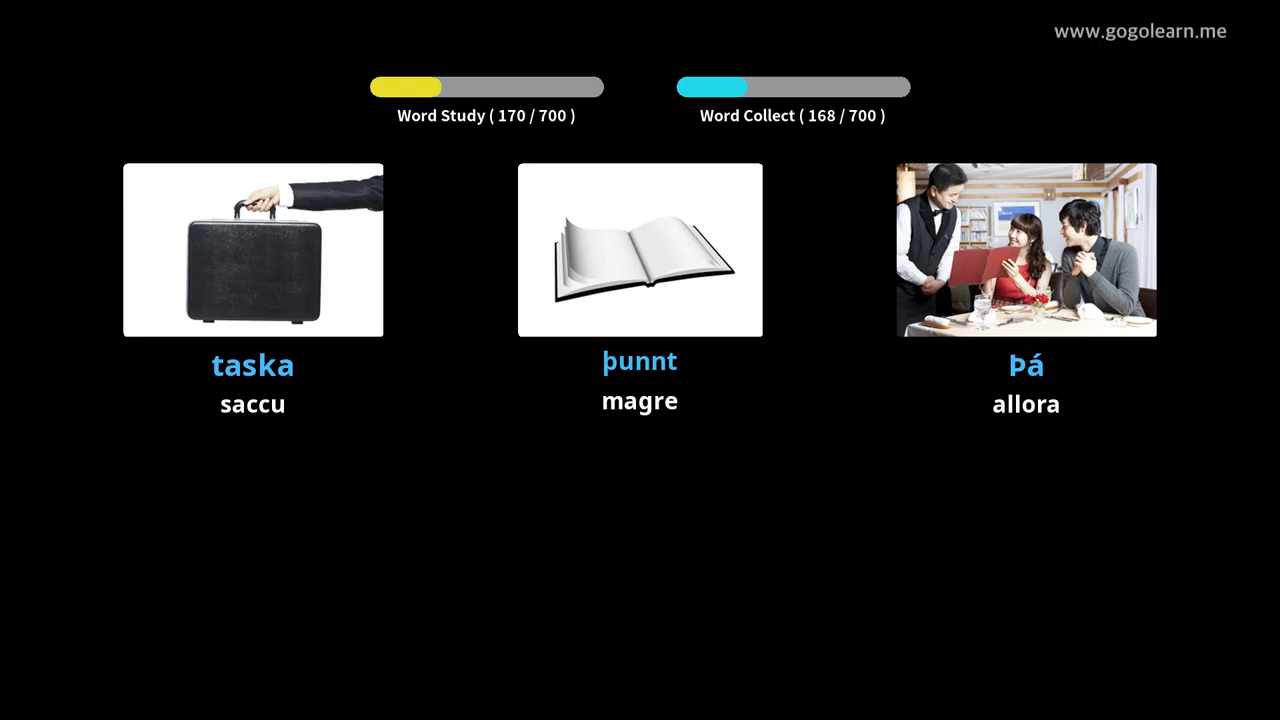 www.gogolearn.me
Word Study ( 170 / 700 )
Word Collect ( 168 / 700 )
taska
saccu
þunnt
magre
Þá
allora